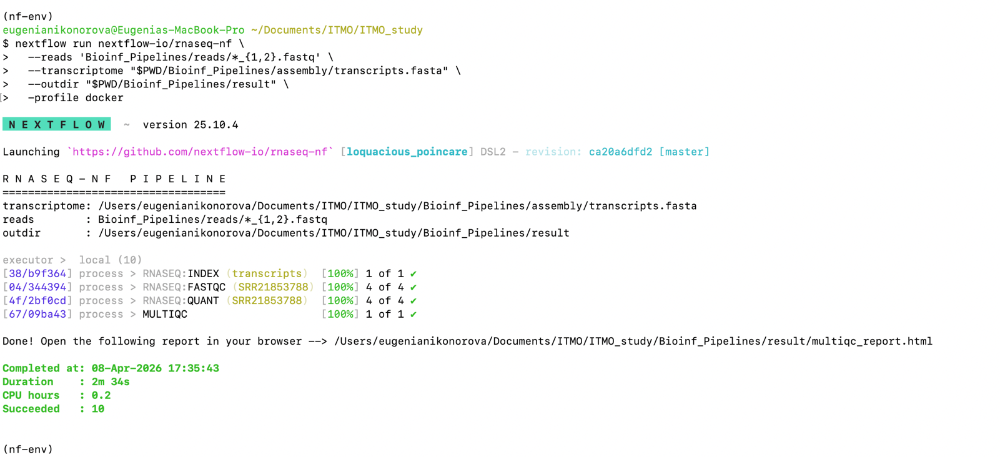 (nf-env)
eugenianikonorova@Eugenias-MacBook-Pro ~/Documents/ITMO/ITMO_study
$ nextflow run nextflow-io/rnaseq-nf \
>   --reads 'Bioinf_Pipelines/reads/*_{1,2}.fastq' \
>   --transcriptome "$PWD/Bioinf_Pipelines/assembly/transcripts.fasta" \
>   --outdir "$PWD/Bioinf_Pipelines/result" \
[>   -profile docker
N E X T F L O W  ~  version 25.10.4
Launching `https://github.com/nextflow-io/rnaseq-nf` [loquacious_poincare] DSL2 - revision: ca20a6dfd2 [master]
R N A S E Q - N F   P I P E L I N E
===================================
transcriptome: /Users/eugenianikonorova/Documents/ITMO/ITMO_study/Bioinf_Pipelines/assembly/transcripts.fasta
reads        : Bioinf_Pipelines/reads/*_{1,2}.fastq
outdir       : /Users/eugenianikonorova/Documents/ITMO/ITMO_study/Bioinf_Pipelines/result
executor >  local (10)
[38/b9f364] process > RNASEQ:INDEX (transcripts)  [100%] 1 of 1 ✔
[04/344394] process > RNASEQ:FASTQC (SRR21853788) [100%] 4 of 4 ✔
[4f/2bf0cd] process > RNASEQ:QUANT (SRR21853788)  [100%] 4 of 4 ✔
[67/09ba43] process > MULTIQC                     [100%] 1 of 1 ✔
Done! Open the following report in your browser --> /Users/eugenianikonorova/Documents/ITMO/ITMO_study/Bioinf_Pipelines/result/multiqc_report.html
Completed at: 08-Apr-2026 17:35:43
Duration    : 2m 34s
CPU hours   : 0.2
Succeeded   : 10
(nf-env)